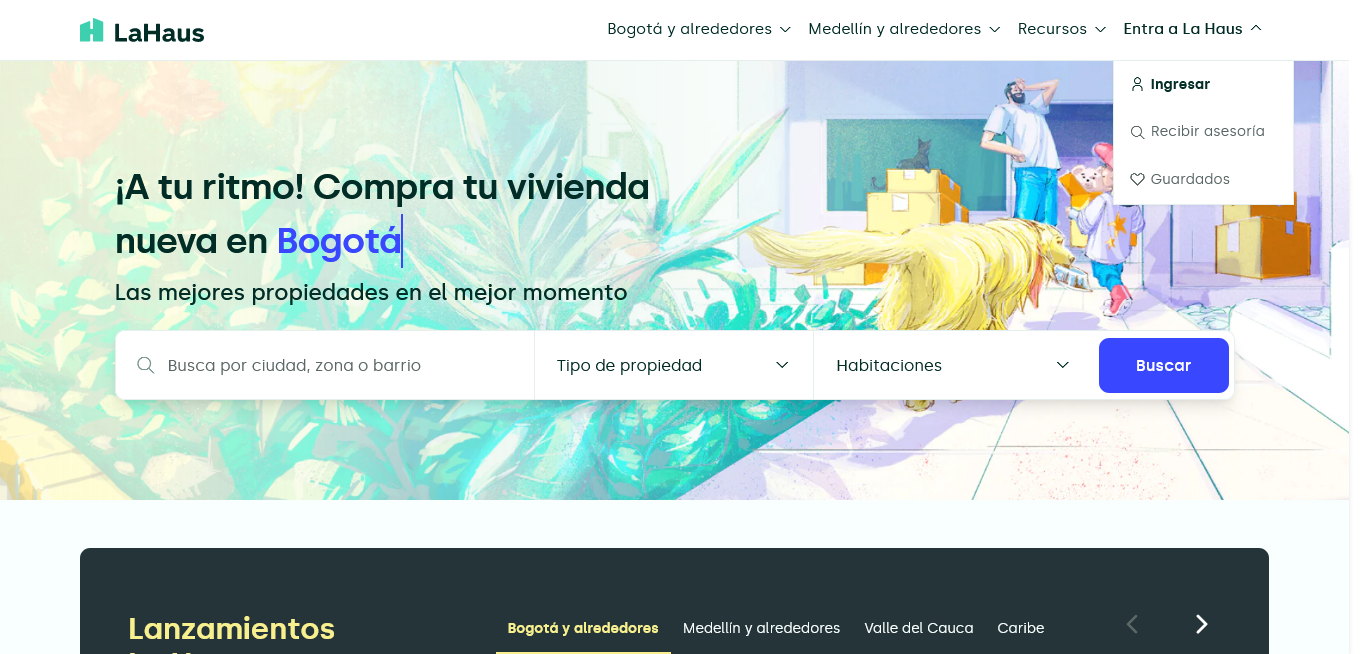 LaHaus
Bogotá y alrededores
Medellín y alrededores
Recursos
Entra a La Haus
Ingresar
Recibir asesoría
Guardados
¡A tu ritmo! Compra tu vivienda
nueva en Bogotá
Las mejores propiedades en el mejor momento
Busca por ciudad, zona o barrio
Tipo de propiedad
Habitaciones
Buscar
Lanzamientos
Bogotá y alrededores
Medellín y alrededores
Valle del Cauca
Caribe